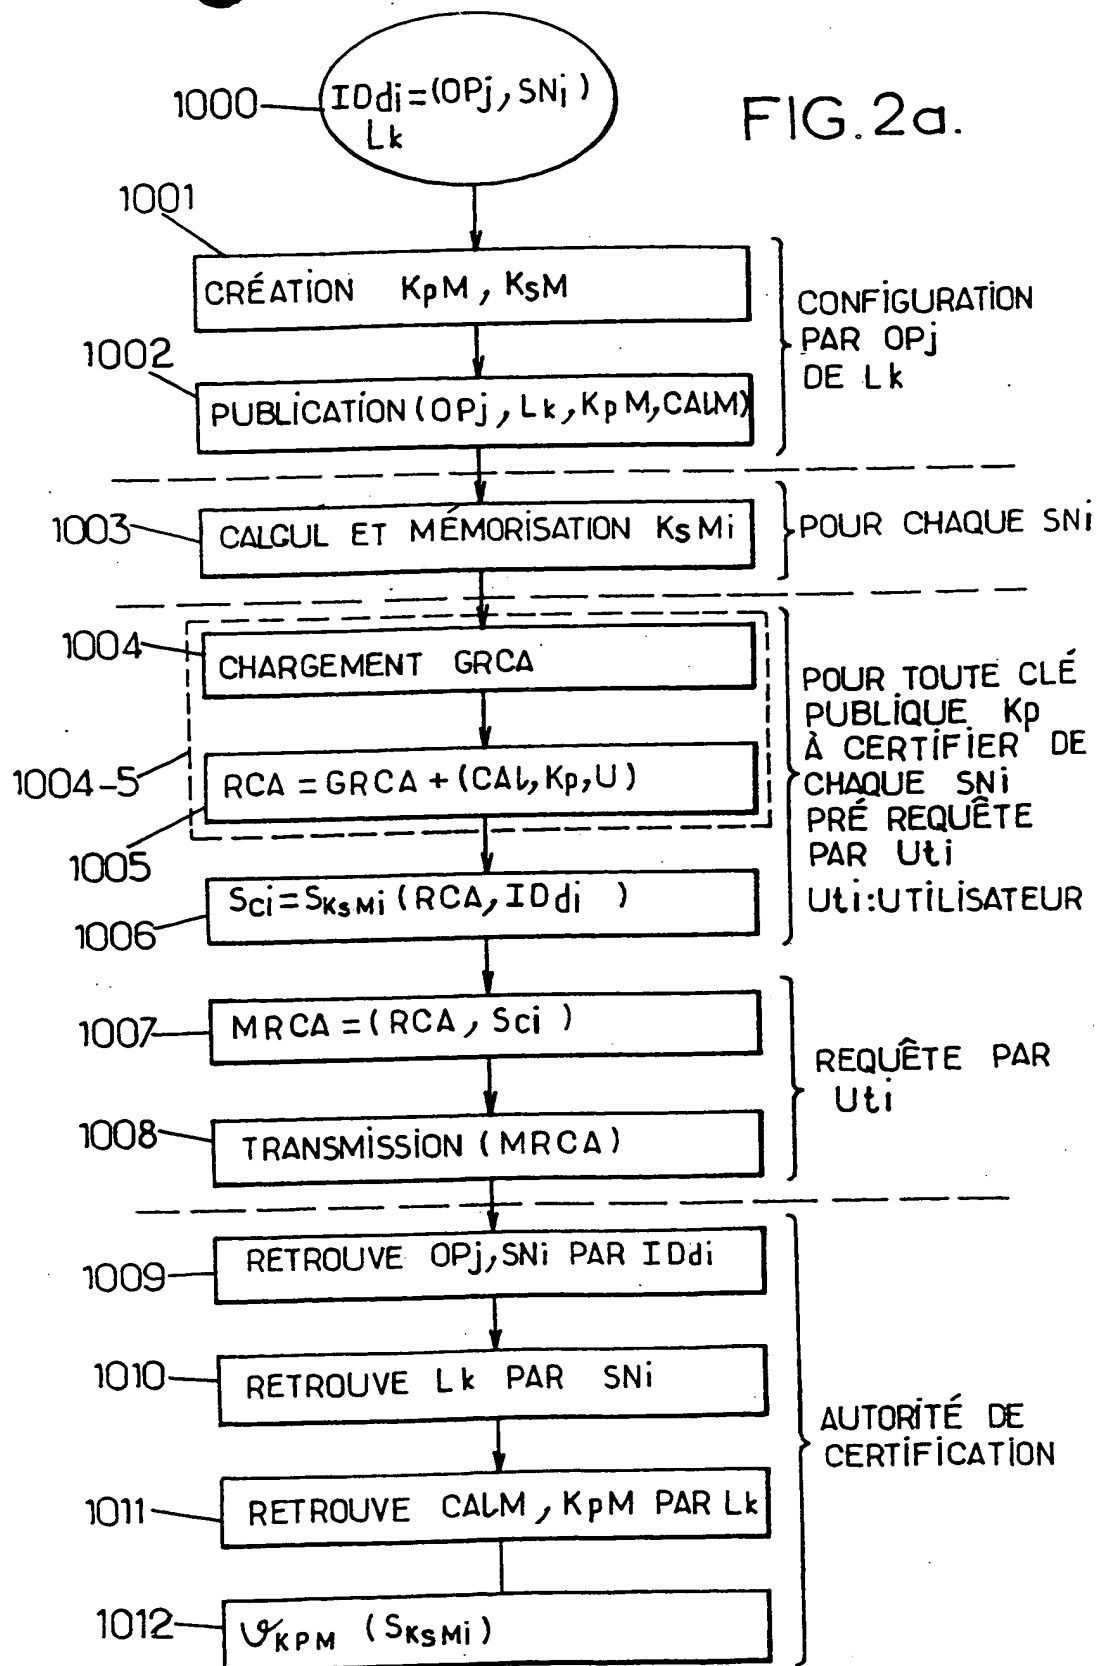 FIG.2a.
1000
IDdi=(OPj, SNi)
Lk
1001
CRÉATION KpM, KsM
1002
PUBLICATION (OPj, Lk, KpM, CALM)
CONFIGURATION
PAR OPj
DE Lk
1003
CALGUL ET MÉMORISATION KsMi
POUR CHAQUE SNi
1004
CHARGEMENT GRCA
1004-5
RCA = GRCA + (CAL, Kp, U)
1005
Sci=SKsMi (RCA, IDdi )
1006
POUR TOUTE CLÉ
PUBLIQUE Kp
À CERTIFIER DE
CHAQUE SNi
PRÉ REQUÊTE
PAR Uti
Uti:UTILISATEUR
1007
MRCA = (RCA, Sci )
1008
TRANSMISSION (MRCA)
REQUÊTE PAR
Uti
1009
RETROUVE OPj, SNi PAR IDdi
1010
RETROUVE Lk PAR SNi
1011
RETROUVE CALM, KpM PAR Lk
1012
𝒱KPM (SKsMi)
AUTORITÉ DE
CERTIFICATION